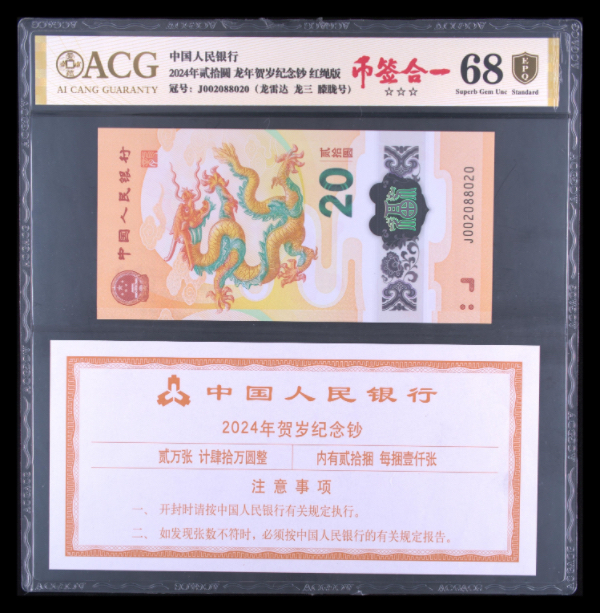 ACG
AI CANG GUARANTY
中国人民银行
2024年贰拾圆 龙年贺岁纪念钞 红绳版
冠号：J002088020（龙雷达 龙三 朦胧号）
币签合一
☆☆☆
68
EPQ
Superb Gem Unc Standard
中国人民银行
贰拾圆
20
J002088020
中国人民银行
2024年贺岁纪念钞
贰万张 计肆拾万圆整 内有贰拾捆 每捆壹仟张
注意事项
一、开封时请按中国人民银行有关规定执行。
二、如发现张数不符时，必须按中国人民银行的有关规定报告。